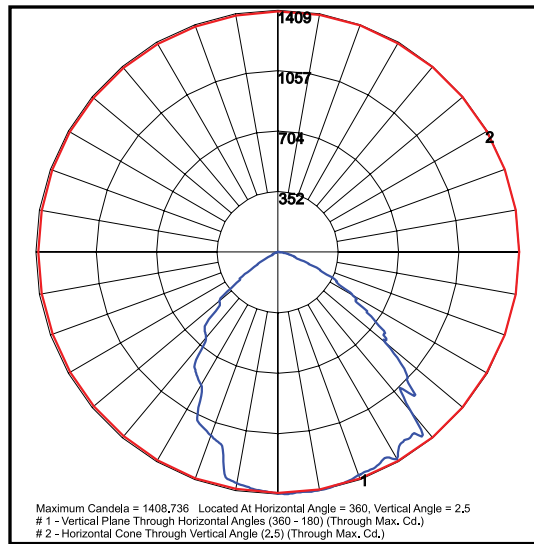 1409
1057
704
2
352
1
Maximum Candela = 1408.736 Located At Horizontal Angle = 360, Vertical Angle = 2.5
# 1 - Vertical Plane Through Horizontal Angles (360 - 180) (Through Max. Cd.)
# 2 - Horizontal Cone Through Vertical Angle (2.5) (Through Max. Cd.)